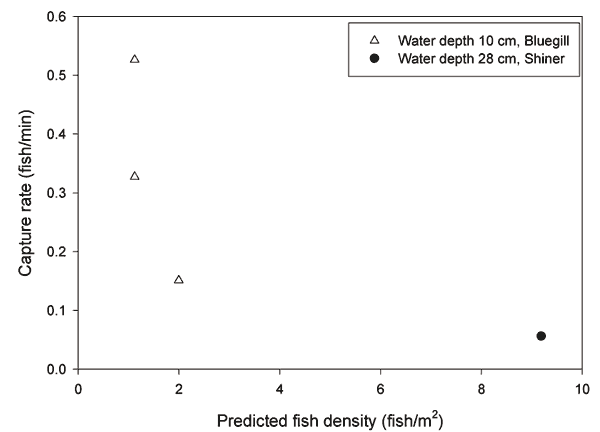 0.6
0.5
0.4
0.3
0.2
0.1
0.0
Capture rate (fish/min)
Water depth 10 cm, Bluegill
Water depth 28 cm, Shiner
0 2 4 6 8 10
Predicted fish density (fish/m²)